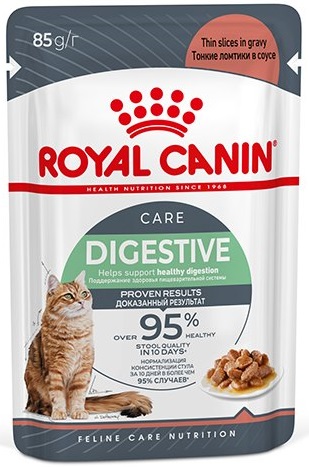 85 g/г
Thin slices in gravy
Тонкие ломтики в соусе
ROYAL CANIN
HEALTH NUTRITION SINCE 1968
CARE
DIGESTIVE
Helps support healthy digestion
Поддержание здоровья пищеварительной системы
PROVEN RESULTS
ДОКАЗАННЫЙ РЕЗУЛЬТАТ
OVER 95% HEALTHY
STOOL QUALITY
IN 10 DAYS*
НОРМАЛИЗАЦИЯ
КОНСИСТЕНЦИИ СТУЛА
ЗА 10 ДНЕЙ В БОЛЕЕ ЧЕМ
95% СЛУЧАЕВ*
FELINE CARE NUTRITION